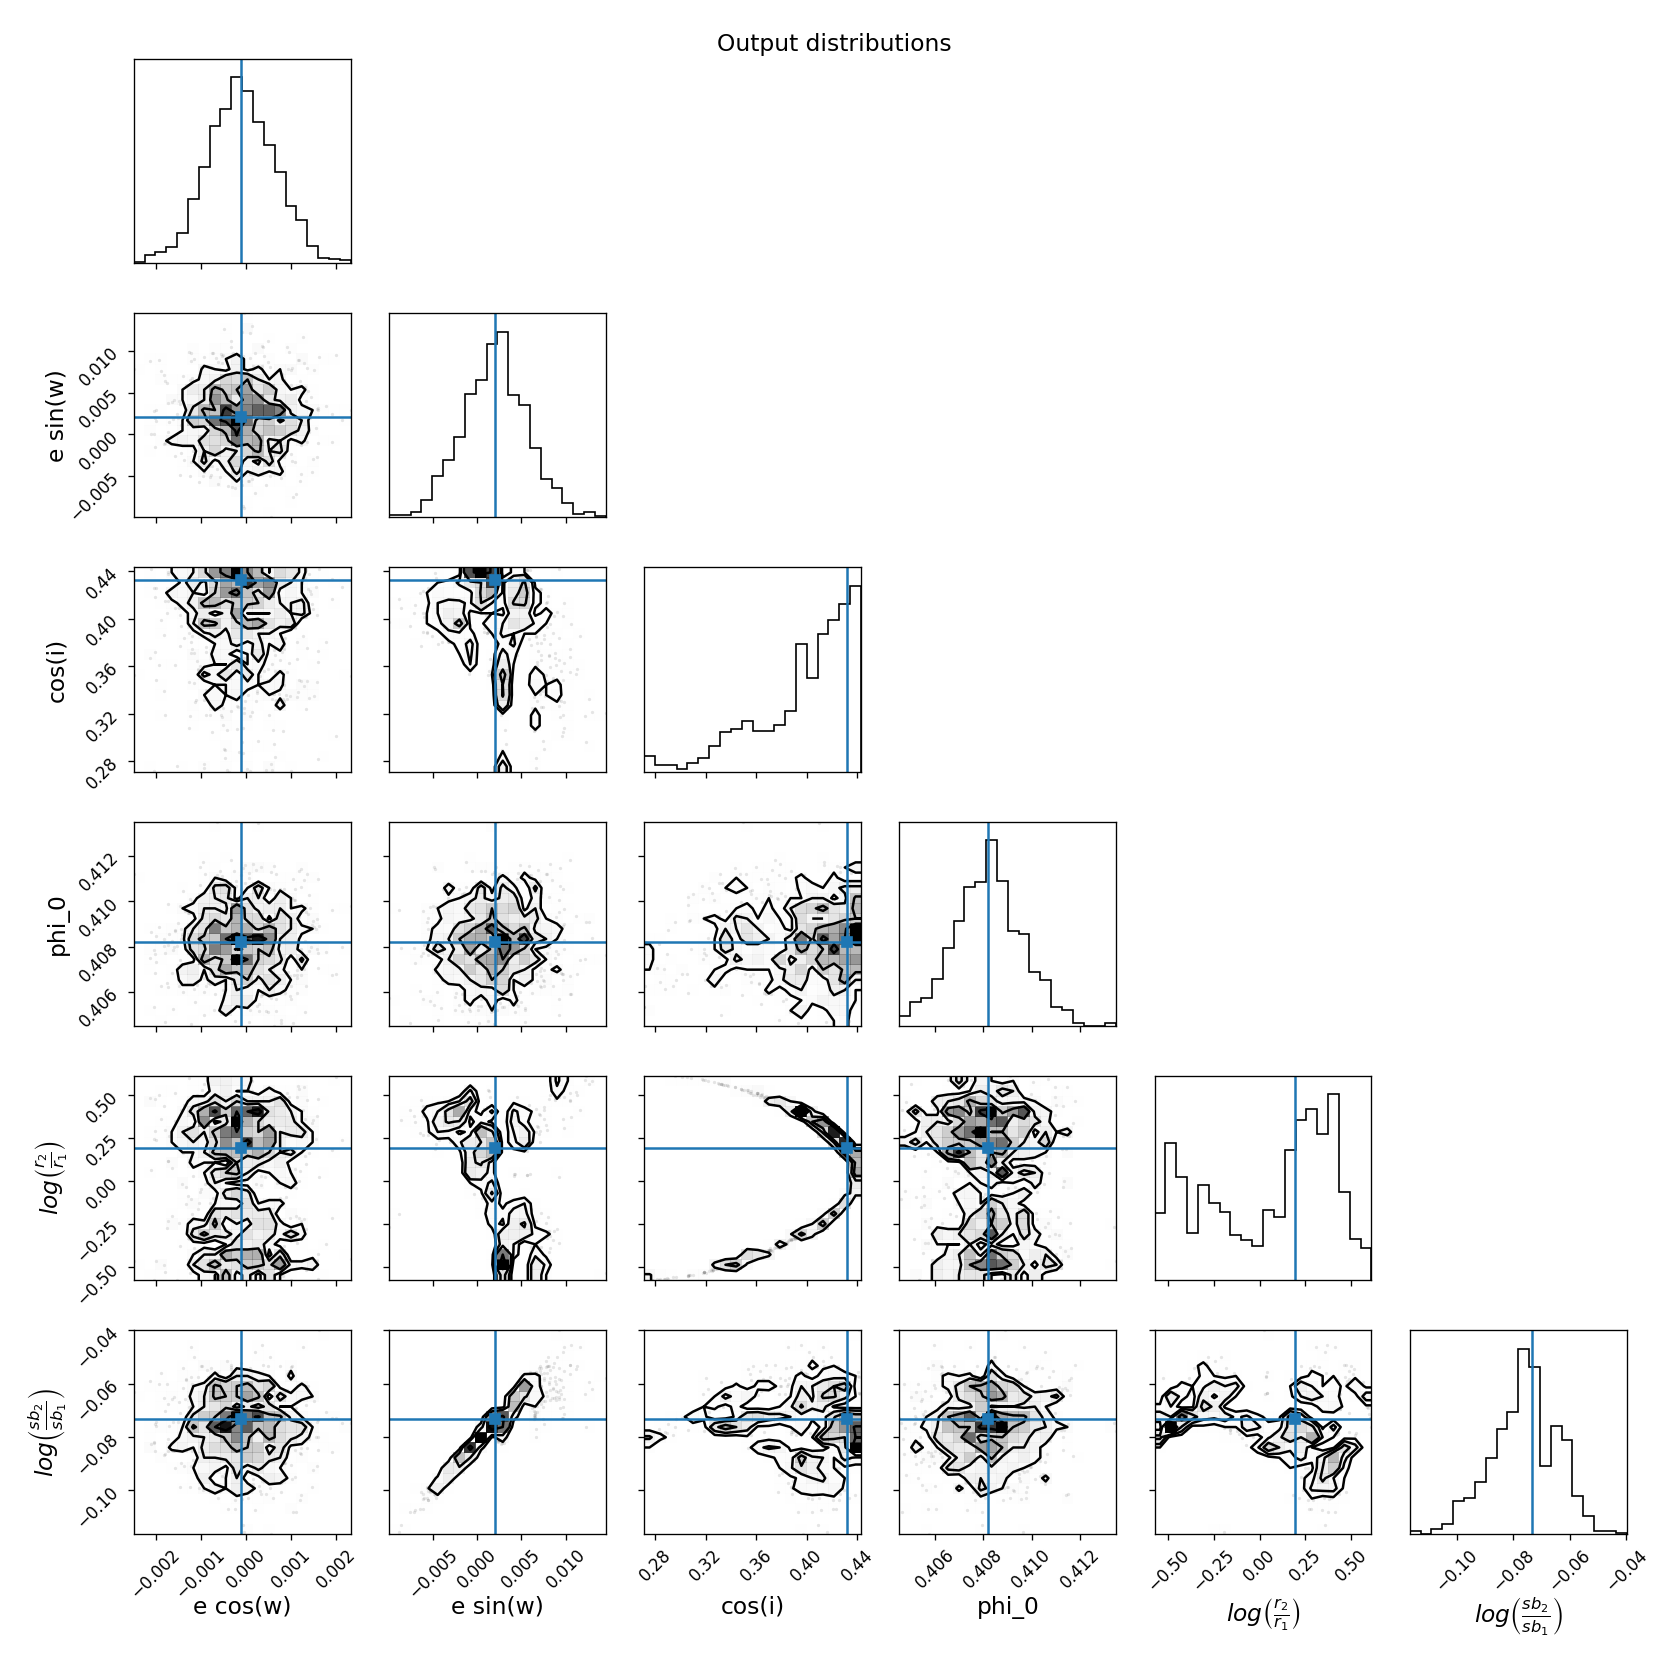 Output distributions
e sin(w)
0.010
0.005
0.000
−0.005
cos(i)
0.44
0.40
0.36
0.32
0.28
phi_0
0.412
0.410
0.408
0.406
log(r2/r1)
0.50
0.25
0.00
−0.25
−0.50
log(sb2/sb1)
−0.04
−0.06
−0.08
−0.10
−0.002 −0.001 0.000 0.001 0.002
−0.005 0.000 0.005 0.010
0.28 0.32 0.36 0.40 0.44
0.406 0.408 0.410 0.412
−0.50 −0.25 0.00 0.25 0.50
−0.10 −0.08 −0.06 −0.04
e cos(w)
e sin(w)
cos(i)
phi_0
log(r2/r1)
log(sb2/sb1)